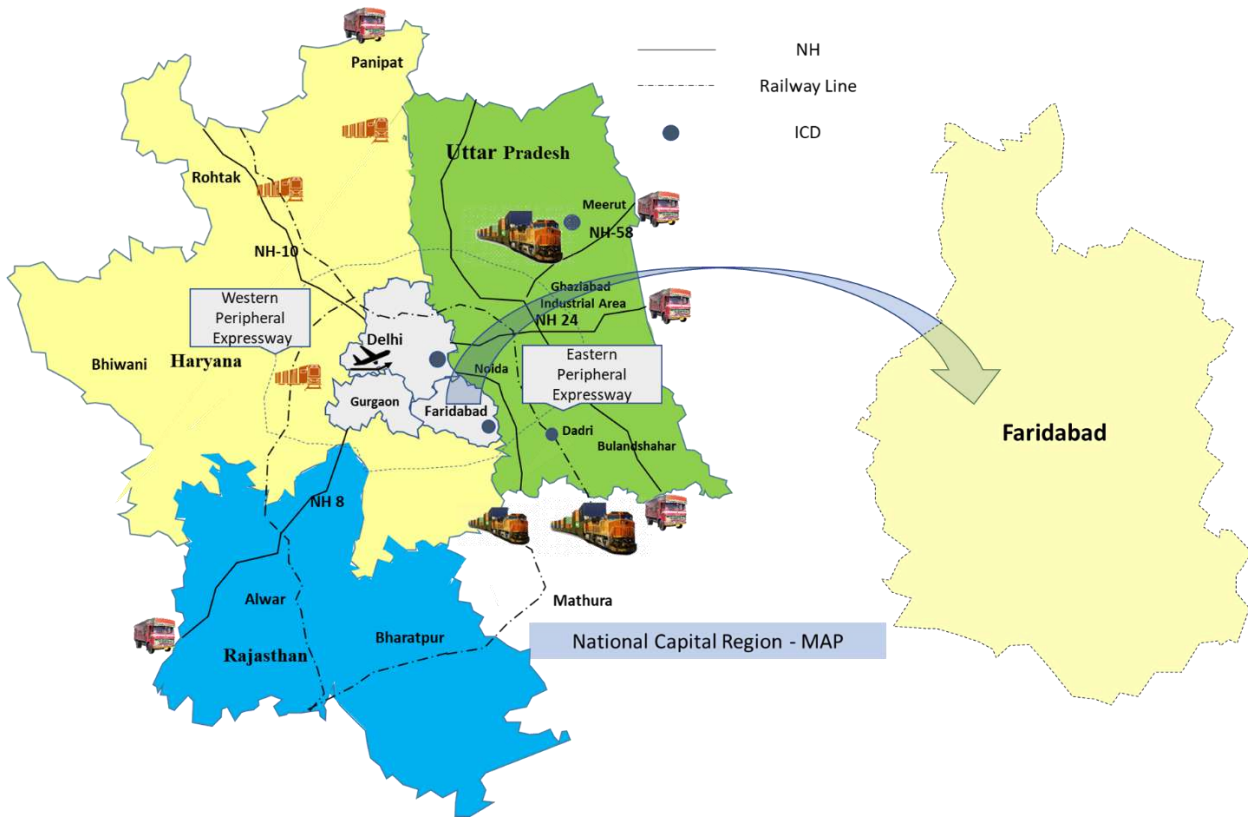 NH
Railway Line
ICD
Panipat
Uttar Pradesh
Rohtak
Meerut
NH-58
NH-10
Ghaziabad
Industrial Area
NH 24
Western
Peripheral
Expressway
Delhi
Haryana
Bhiwani
Noida
Eastern
Peripheral
Expressway
Gurgaon
Faridabad
Dadri
Bulandshahar
Faridabad
NH 8
Alwar
Mathura
Bharatpur
Rajasthan
National Capital Region - MAP